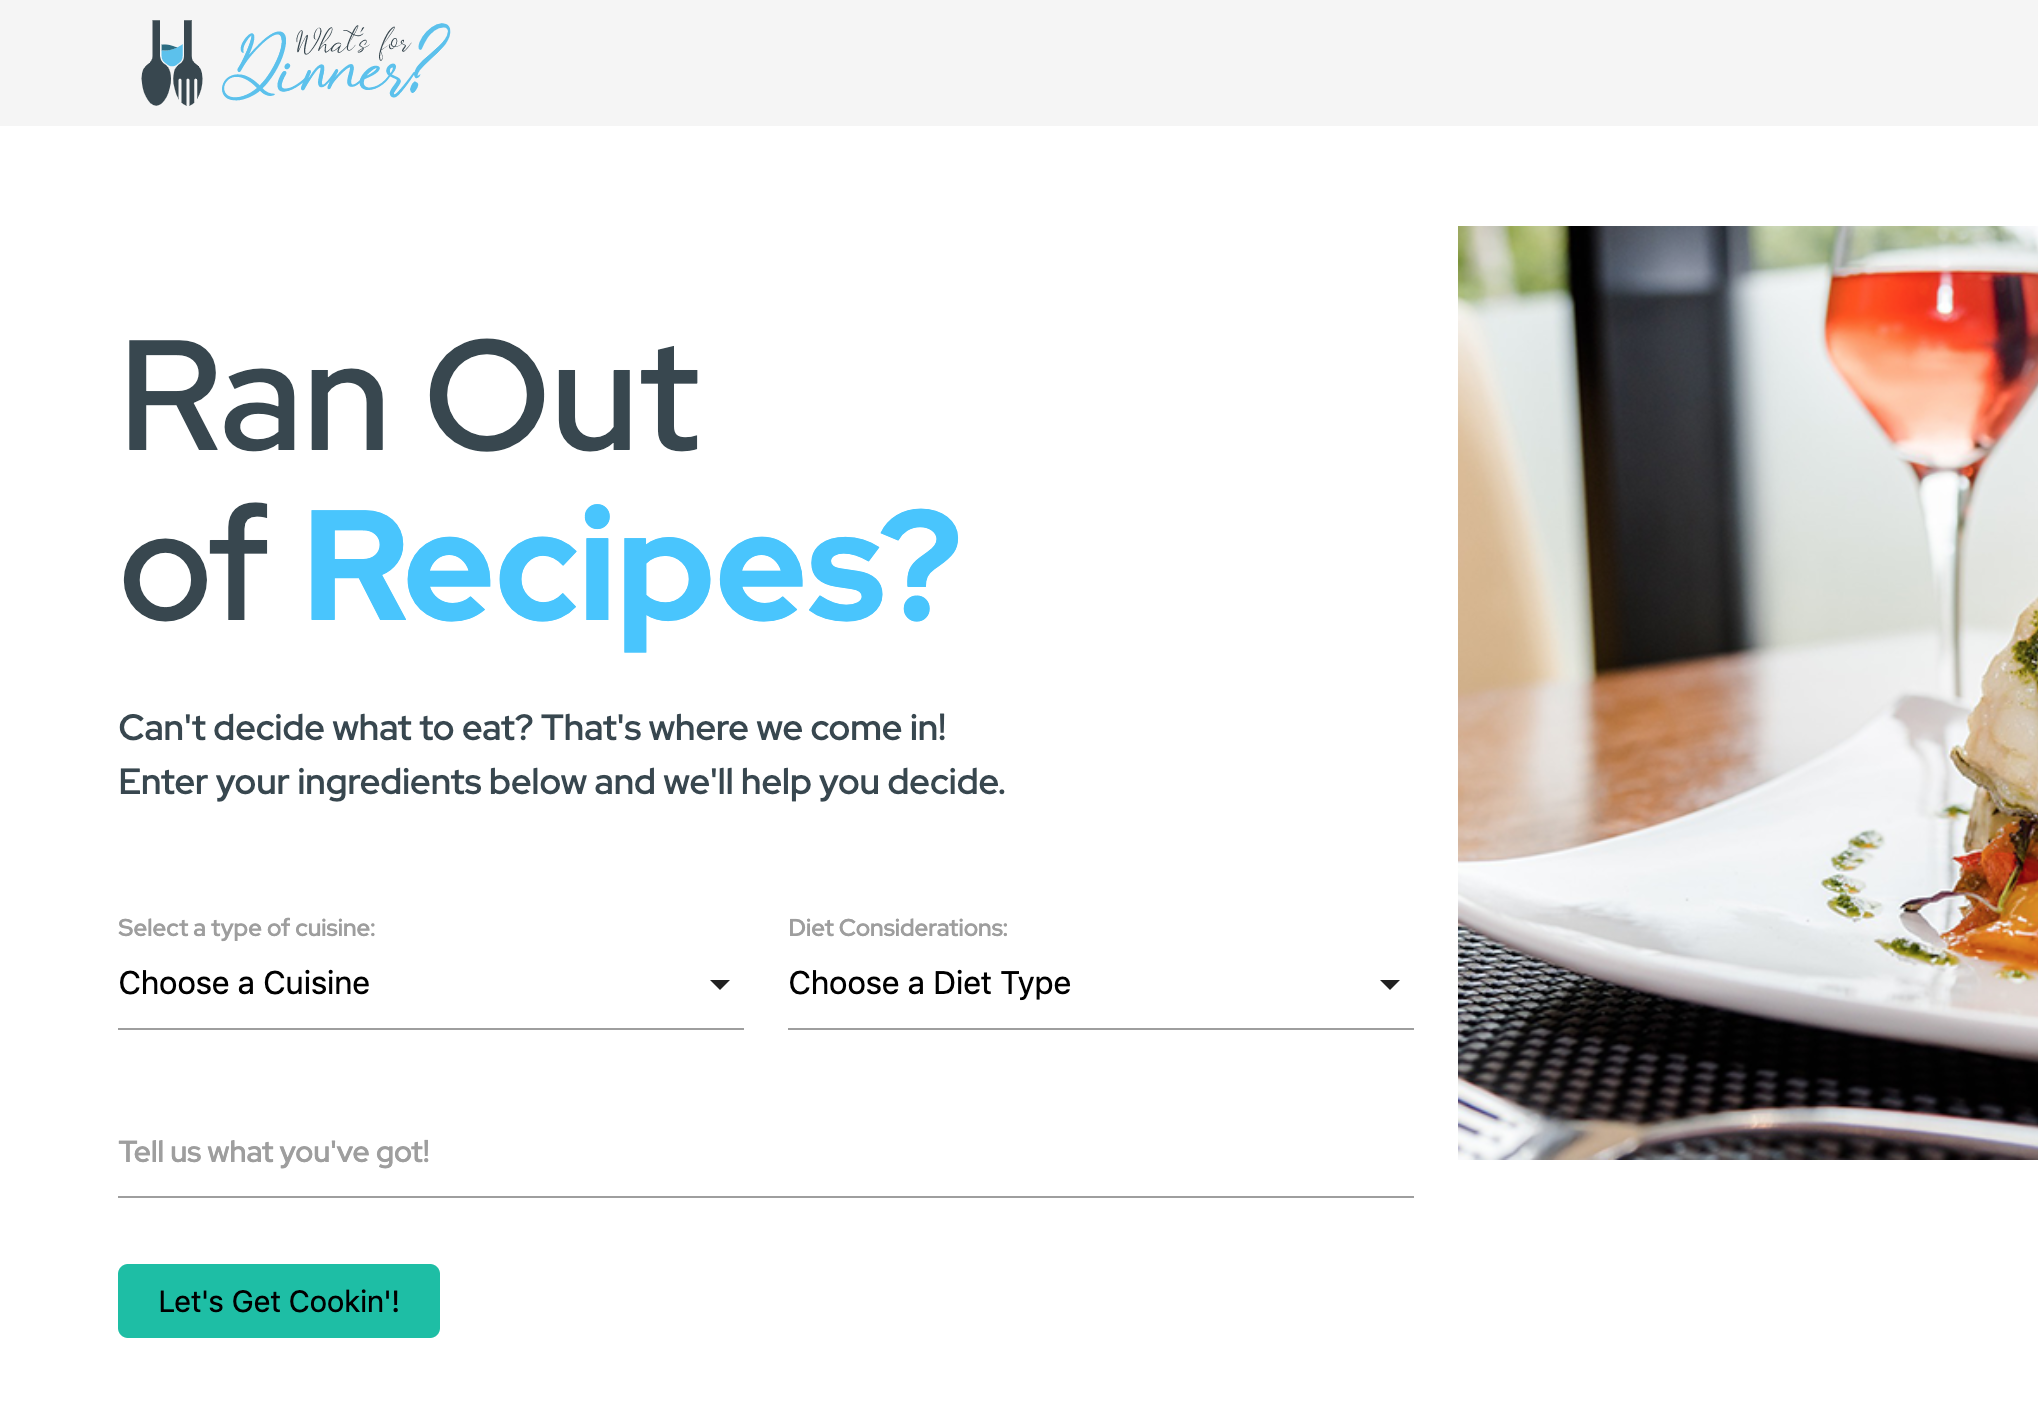 What's for
Dinner?
Ran Out
of Recipes?
Can't decide what to eat? That's where we come in!
Enter your ingredients below and we'll help you decide.
Select a type of cuisine:
Diet Considerations:
Choose a Cuisine
Choose a Diet Type
Tell us what you've got!
Let's Get Cookin'!